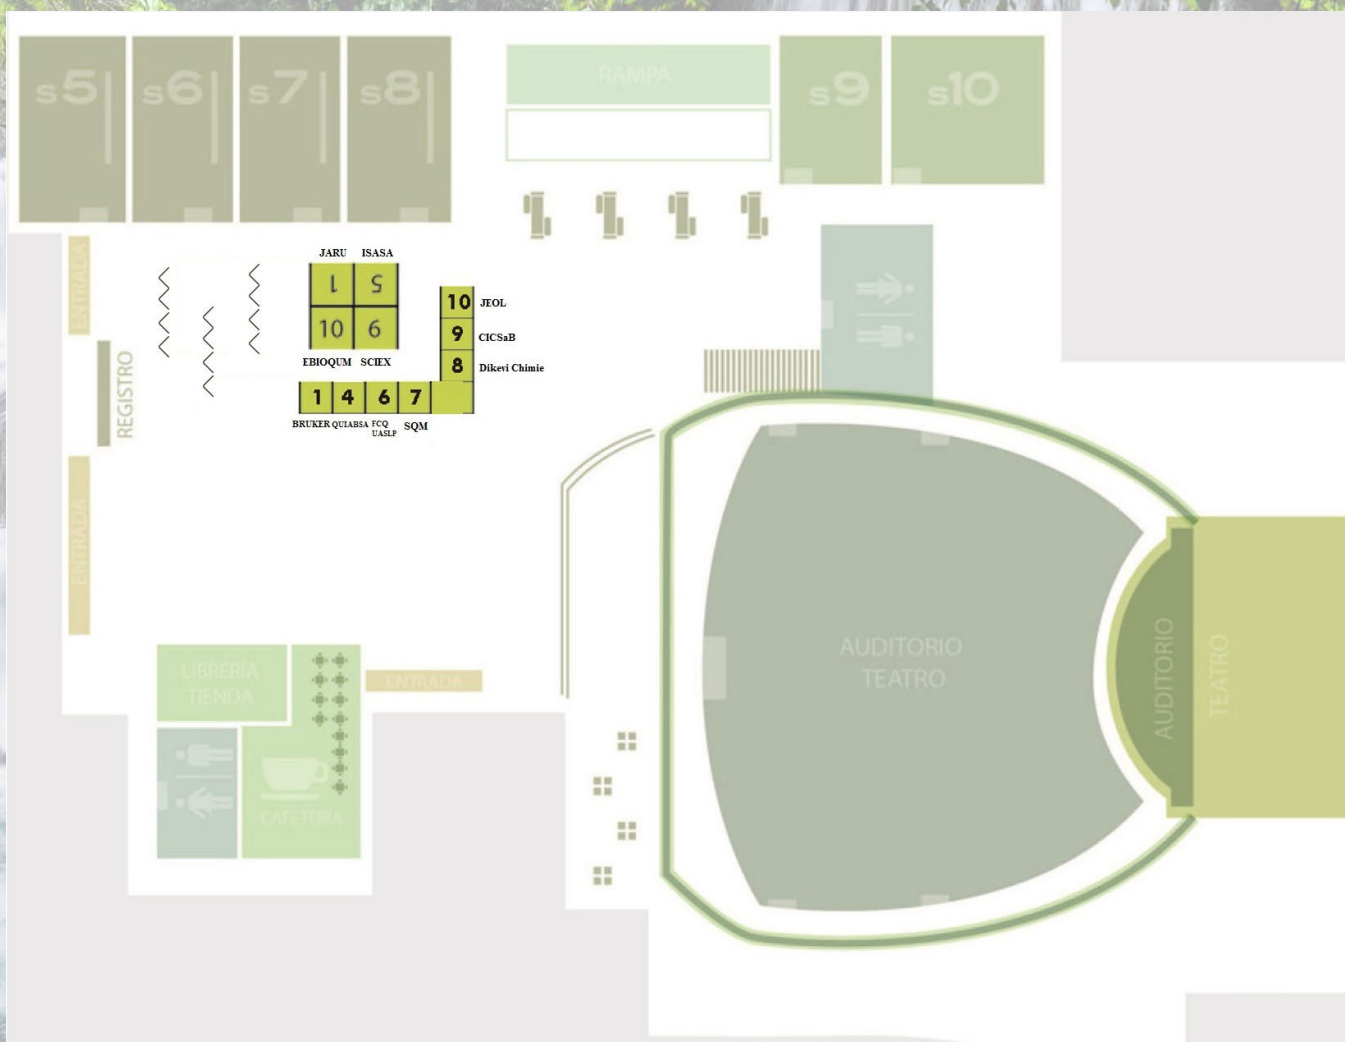 s5
s6
s7
s8
RAMPA
s9
s10
JARU ISASA
1 5
10 6
EBIOQUM SCIEX
10 JEOL
9 CICSaB
8 Dikevi Chimie
1 4 6 7
BRUKER QUIABSA FCQ
UASLP SQM
ENTRADA
REGISTRO
ENTRADA
LIBRERÍA
TIENDA
ENTRADA
CAFETERÍA
AUDITORIO
TEATRO
AUDITORIO
TEATRO